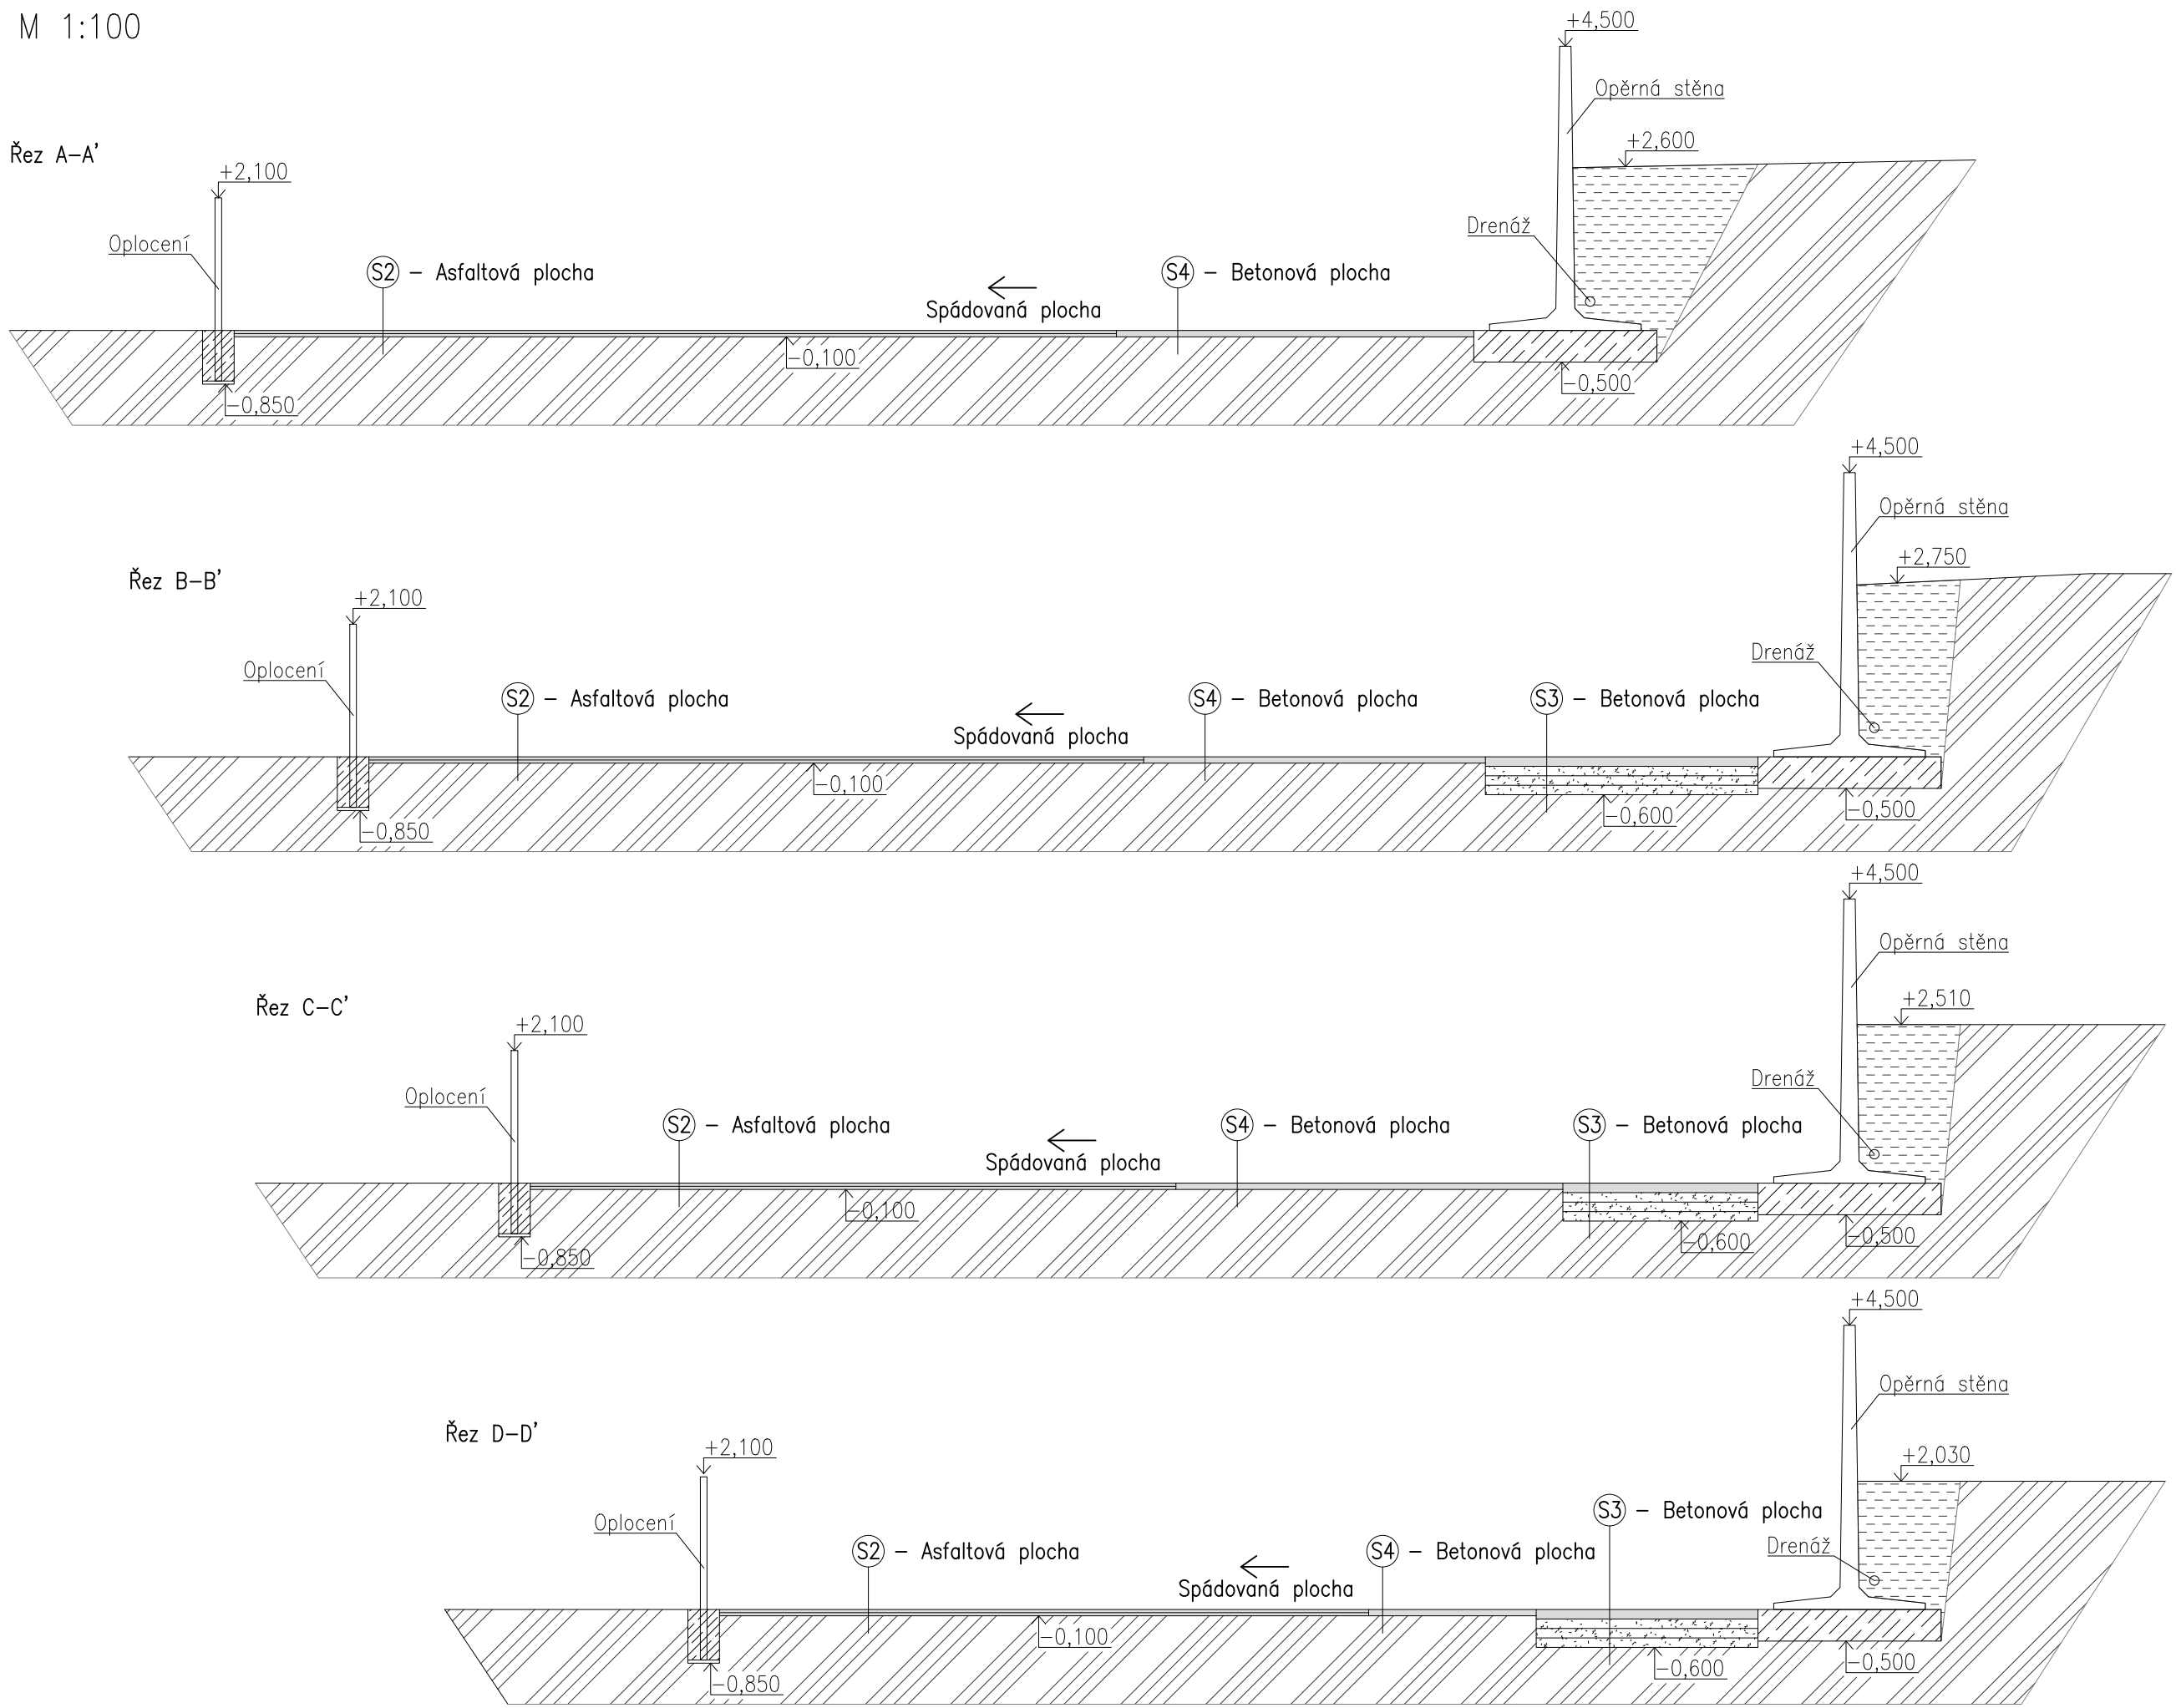 M 1:100
+4,500
Opěrná stěna
+2,600
Řez A–A'
+2,100
Oplocení
Drenáž
S2 – Asfaltová plocha
S4 – Betonová plocha
Spádovaná plocha
–0,100
–0,500
–0,850
+4,500
Opěrná stěna
+2,750
Řez B–B'
+2,100
Oplocení
Drenáž
S2 – Asfaltová plocha
S4 – Betonová plocha
S3 – Betonová plocha
Spádovaná plocha
–0,100
–0,600
–0,500
–0,850
+4,500
Opěrná stěna
+2,510
Řez C–C'
+2,100
Oplocení
Drenáž
S2 – Asfaltová plocha
S4 – Betonová plocha
S3 – Betonová plocha
Spádovaná plocha
–0,100
–0,600
–0,500
–0,850
+4,500
Opěrná stěna
+2,030
Řez D–D'
+2,100
Oplocení
S3 – Betonová plocha
Drenáž
S2 – Asfaltová plocha
S4 – Betonová plocha
Spádovaná plocha
–0,100
–0,600
–0,500
–0,850